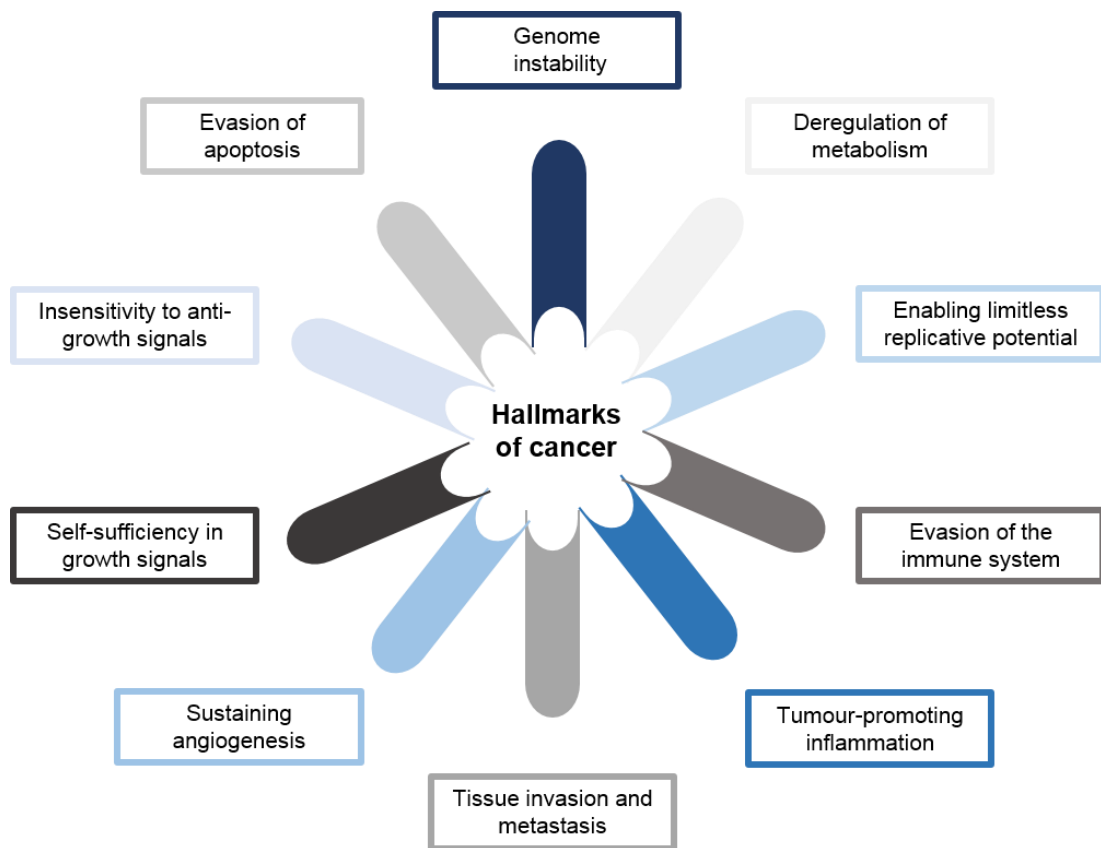 Genome
instability
Evasion of
apoptosis
Deregulation of
metabolism
Insensitivity to anti-
growth signals
Enabling limitless
replicative potential
Hallmarks
of cancer
Self-sufficiency in
growth signals
Evasion of the
immune system
Sustaining
angiogenesis
Tumour-promoting
inflammation
Tissue invasion and
metastasis